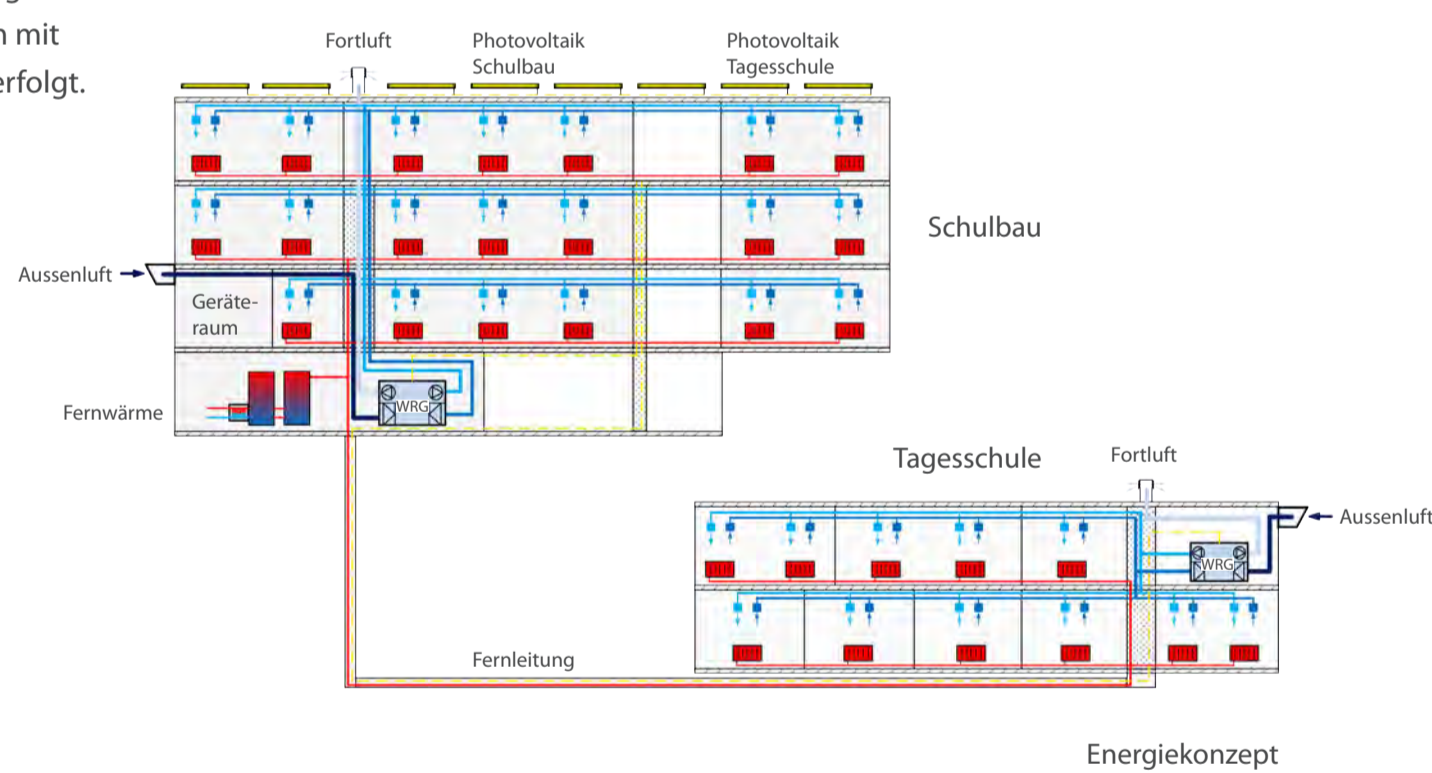 n mit
erfolgt.
Fortluft
Photovoltaik
Schulbau
Photovoltaik
Tagesschule
Schulbau
Aussenluft
Geräte-
raum
Fernwärme
WRG
Tagesschule
Fortluft
Aussenluft
WRG
Fernleitung
Energiekonzept